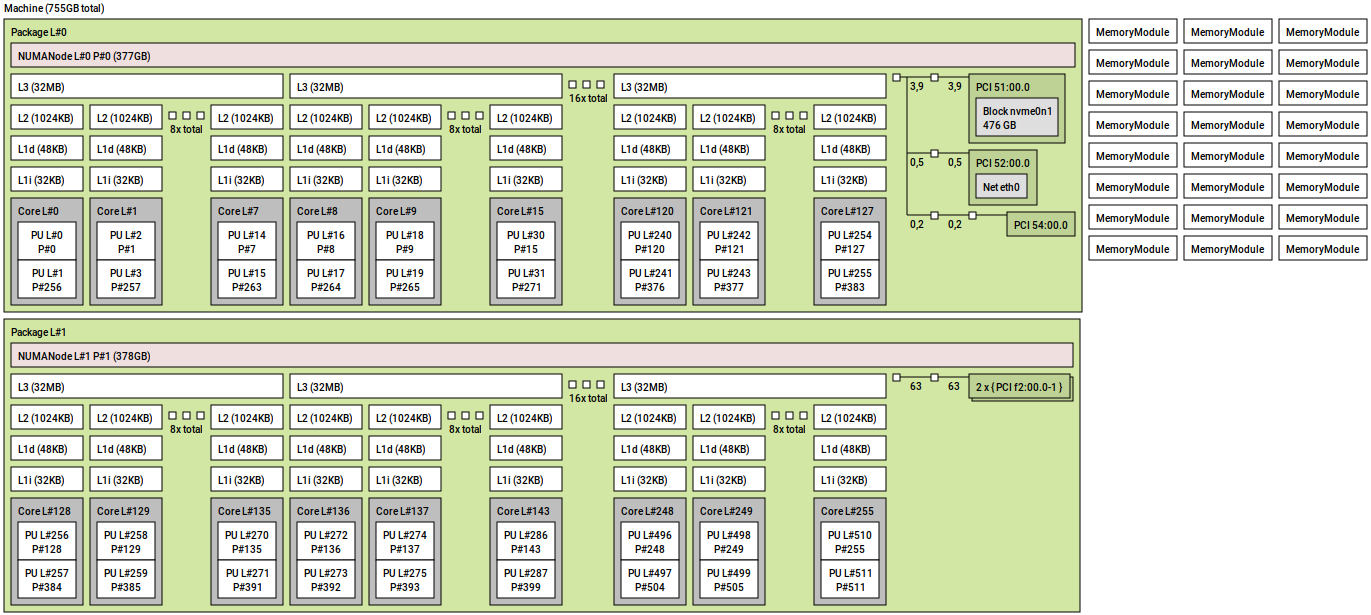 Machine (755GB total)
Package L#0
NUMANode L#0 P#0 (377GB)
L3 (32MB) L3 (32MB) 16x total L3 (32MB)
L2 (1024KB) L2 (1024KB) 8x total L2 (1024KB) L2 (1024KB) L2 (1024KB) 8x total L2 (1024KB) L2 (1024KB) L2 (1024KB) 8x total L2 (1024KB)
L1d (48KB) L1d (48KB) L1d (48KB) L1d (48KB) L1d (48KB) L1d (48KB) L1d (48KB) L1d (48KB) L1d (48KB)
L1i (32KB) L1i (32KB) L1i (32KB) L1i (32KB) L1i (32KB) L1i (32KB) L1i (32KB) L1i (32KB) L1i (32KB)
Core L#0 Core L#1 Core L#7 Core L#8 Core L#9 Core L#15 Core L#120 Core L#121 Core L#127
PU L#0 PU L#2 PU L#14 PU L#16 PU L#18 PU L#30 PU L#240 PU L#242 PU L#254
P#0 P#1 P#7 P#8 P#9 P#15 P#120 P#121 P#127
PU L#1 PU L#3 PU L#15 PU L#17 PU L#19 PU L#31 PU L#241 PU L#243 PU L#255
P#256 P#257 P#263 P#264 P#265 P#271 P#376 P#377 P#383
3,9 3,9 PCI 51:00.0
Block nvme0n1
476 GB
0,5 0,5 PCI 52:00.0
Net eth0
0,2 0,2 PCI 54:00.0
MemoryModule MemoryModule MemoryModule
MemoryModule MemoryModule MemoryModule
MemoryModule MemoryModule MemoryModule
MemoryModule MemoryModule MemoryModule
MemoryModule MemoryModule MemoryModule
MemoryModule MemoryModule MemoryModule
MemoryModule MemoryModule MemoryModule
MemoryModule MemoryModule MemoryModule
Package L#1
NUMANode L#1 P#1 (378GB)
L3 (32MB) L3 (32MB) 16x total L3 (32MB)
L2 (1024KB) L2 (1024KB) 8x total L2 (1024KB) L2 (1024KB) L2 (1024KB) 8x total L2 (1024KB) L2 (1024KB) L2 (1024KB) 8x total L2 (1024KB)
L1d (48KB) L1d (48KB) L1d (48KB) L1d (48KB) L1d (48KB) L1d (48KB) L1d (48KB) L1d (48KB) L1d (48KB)
L1i (32KB) L1i (32KB) L1i (32KB) L1i (32KB) L1i (32KB) L1i (32KB) L1i (32KB) L1i (32KB) L1i (32KB)
Core L#128 Core L#129 Core L#135 Core L#136 Core L#137 Core L#143 Core L#248 Core L#249 Core L#255
PU L#256 PU L#258 PU L#270 PU L#272 PU L#274 PU L#286 PU L#496 PU L#498 PU L#510
P#128 P#129 P#135 P#136 P#137 P#143 P#248 P#249 P#255
PU L#257 PU L#259 PU L#271 PU L#273 PU L#275 PU L#287 PU L#497 PU L#499 PU L#511
P#384 P#385 P#391 P#392 P#393 P#399 P#504 P#505 P#511
63 63 2 x { PCI f2:00.0-1 }